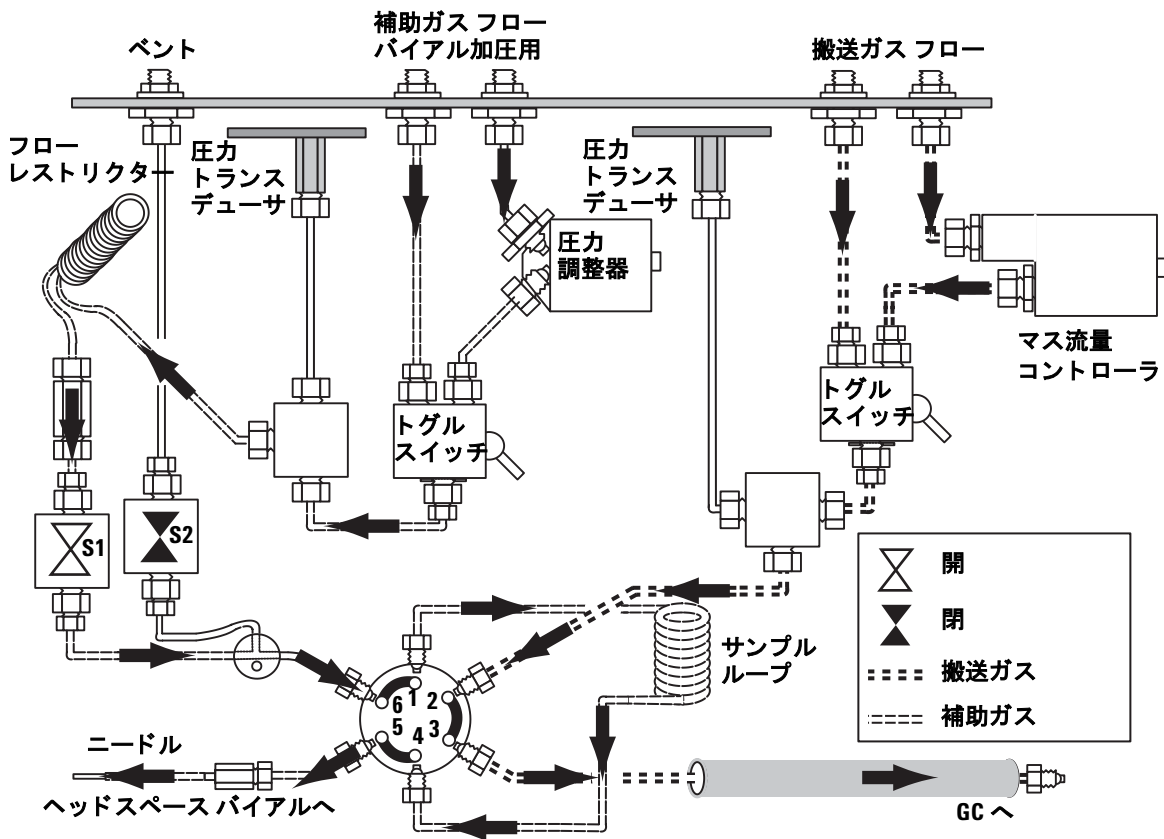 ベント
補助ガス フロー
バイアル加圧用
搬送ガス フロー
フロー
レストリクター
圧力
トランス
デューサ
圧力
調整器
圧力
トランス
デューサ
マス流量
コントローラ
トグル
スイッチ
トグル
スイッチ
S1
S2
開
閉
搬送ガス
補助ガス
サンプル
ループ
1
2
3
4
5
6
ニードル
ヘッドスペース バイアルへ
GC へ